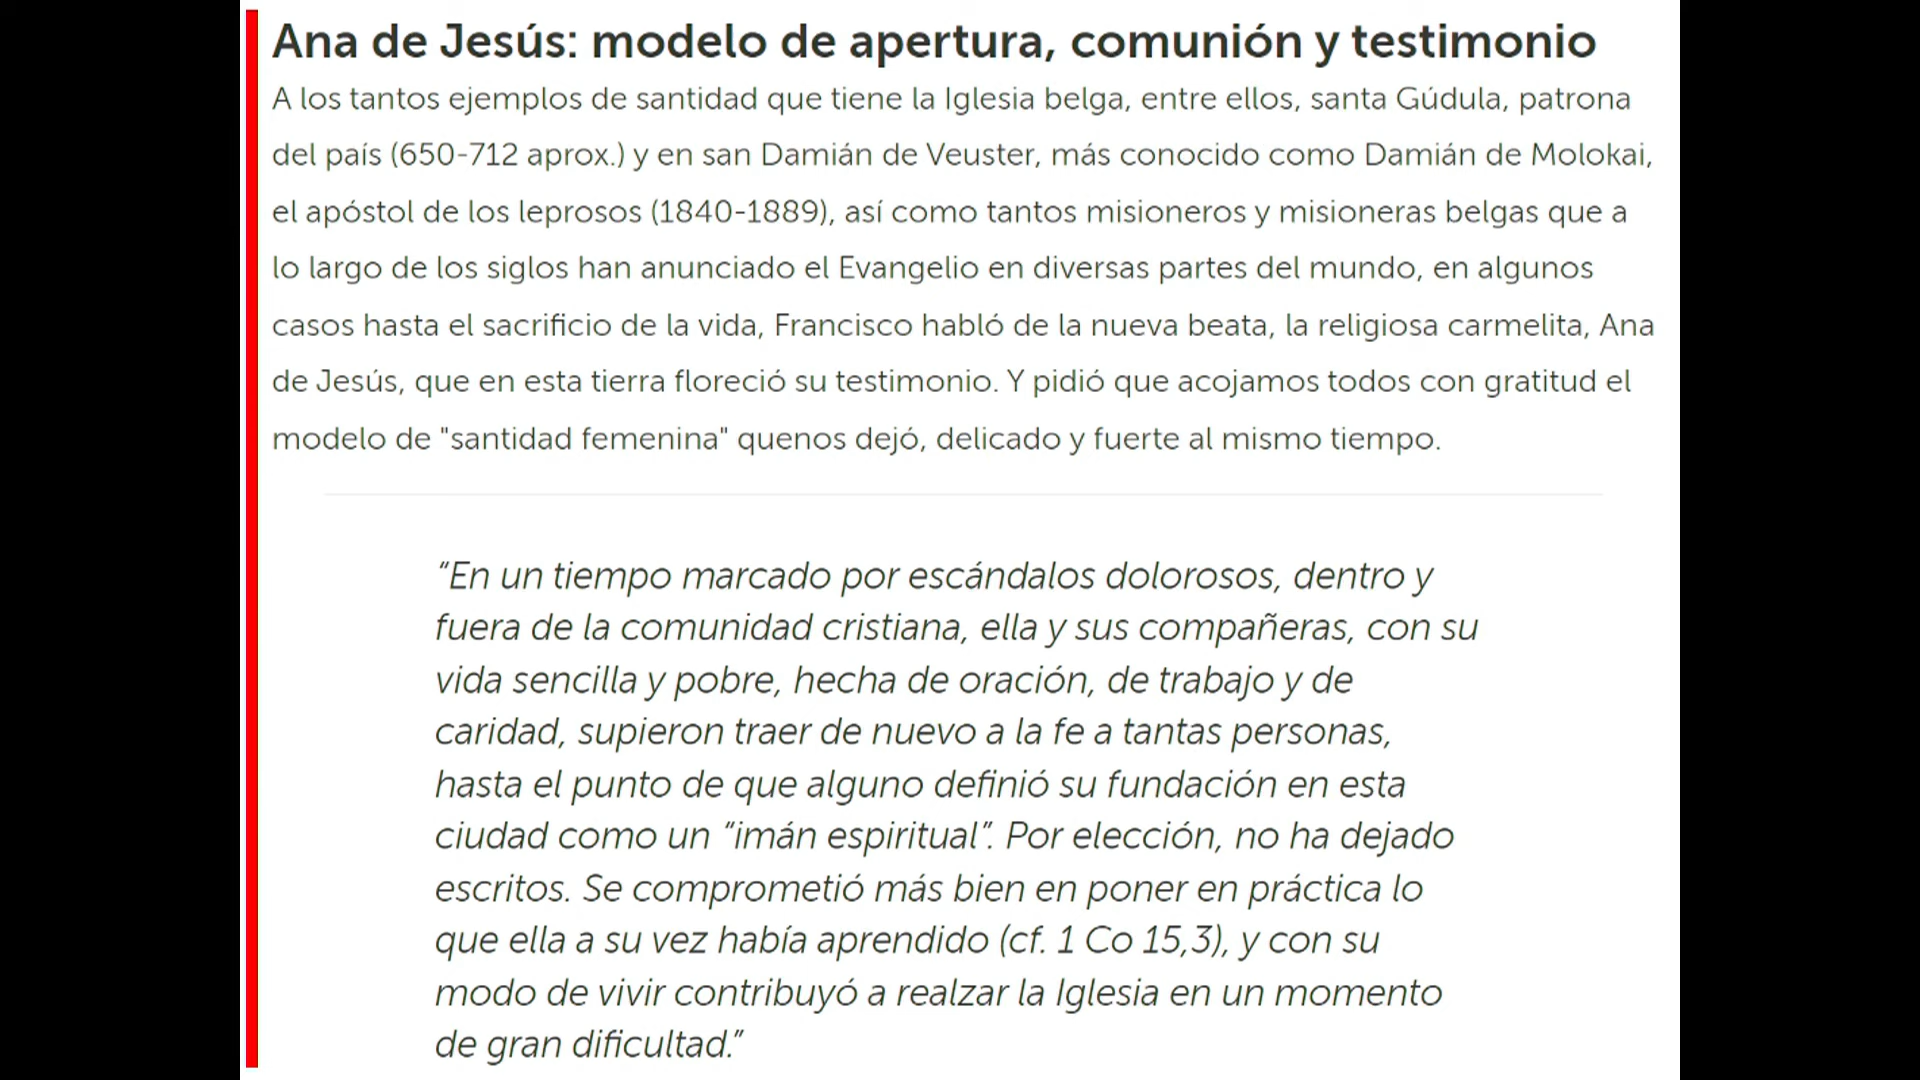 Ana de Jesús: modelo de apertura, comunión y testimonio
A los tantos ejemplos de santidad que tiene la Iglesia belga, entre ellos, santa Gúdula, patrona
del país (650-712 aprox.) y en san Damián de Veuster, más conocido como Damián de Molokai,
el apóstol de los leprosos (1840-1889), así como tantos misioneros y misioneras belgas que a
lo largo de los siglos han anunciado el Evangelio en diversas partes del mundo, en algunos
casos hasta el sacrificio de la vida, Francisco habló de la nueva beata, la religiosa carmelita, Ana
de Jesús, que en esta tierra floreció su testimonio. Y pidió que acojamos todos con gratitud el
modelo de "santidad femenina" quenos dejó, delicado y fuerte al mismo tiempo.
“En un tiempo marcado por escándalos dolorosos, dentro y
fuera de la comunidad cristiana, ella y sus compañeras, con su
vida sencilla y pobre, hecha de oración, de trabajo y de
caridad, supieron traer de nuevo a la fe a tantas personas,
hasta el punto de que alguno definió su fundación en esta
ciudad como un “imán espiritual”. Por elección, no ha dejado
escritos. Se comprometió más bien en poner en práctica lo
que ella a su vez había aprendido (cf. 1 Co 15,3), y con su
modo de vivir contribuyó a realzar la Iglesia en un momento
de gran dificultad.”